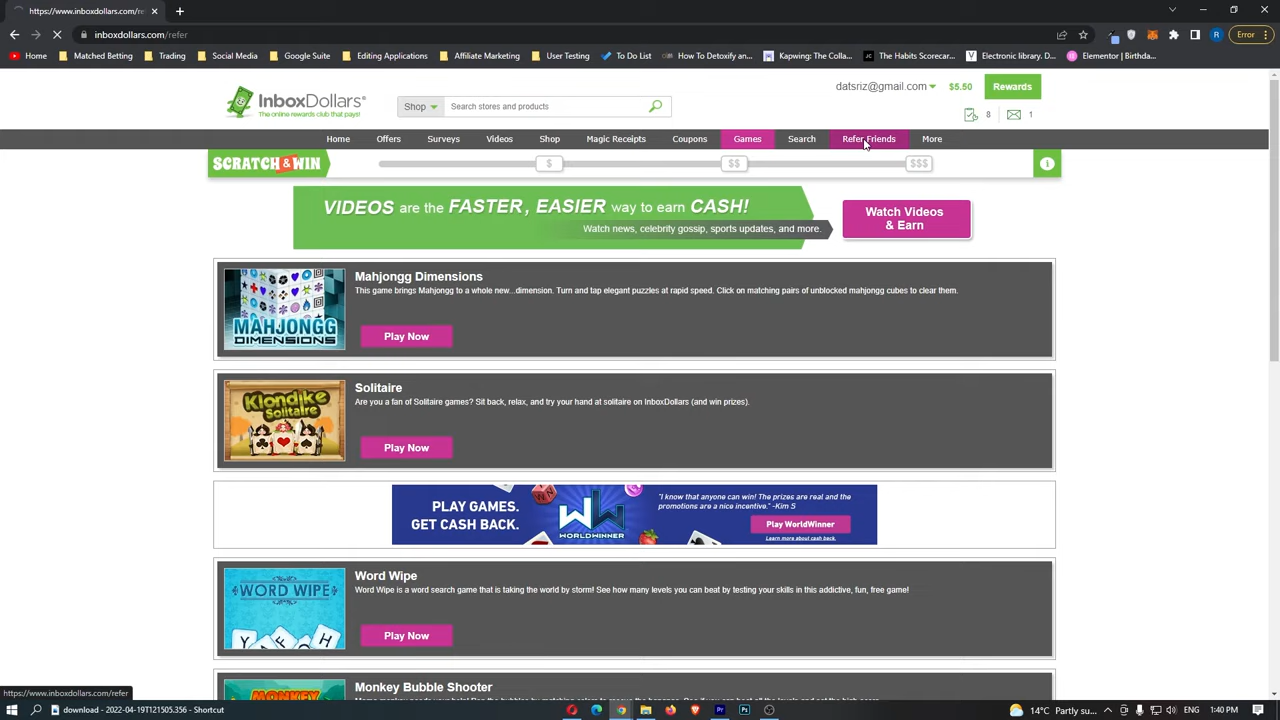 https://www.inboxdollars.com/ref
inboxdollars.com/refer
Error
Home
Matched Betting
Trading
Social Media
Google Suite
Editing Applications
Affiliate Marketing
User Testing
To Do List
How To Detoxify an...
Kapwing: The Colla...
The Habits Scorecar...
Electronic library. D...
Elementor | Birthda...
InboxDollars®
The online rewards club that pays!
Shop
Search stores and products
datsriz@gmail.com
$5.50
Rewards
8
1
Home
Offers
Surveys
Videos
Shop
Magic Receipts
Coupons
Games
Search
Refer Friends
More
SCRATCH & WIN
$
$$
$$$
VIDEOS are the FASTER, EASIER way to earn CASH!
Watch news, celebrity gossip, sports updates, and more.
Watch Videos
& Earn
MAHJONGG
DIMENSIONS
Mahjongg Dimensions
This game brings Mahjong to a whole new...dimension. Turn and tap elegant puzzles at rapid speed. Click on matching pairs of unblocked mahjongg cubes to clear them.
Play Now
Klondike
Solitaire
Solitaire
Are you a fan of Solitaire games? Sit back, relax, and try your hand at solitaire on InboxDollars (and win prizes).
Play Now
PLAY GAMES.
GET CASH BACK.
WORLDWINNER
"I know that anyone can win! The prizes are real and the
promotions are a nice incentive." -Kim S
Play WorldWinner
Learn more about cash back.
WORD WIPE
Word Wipe
Word Wipe is a word search game that is taking the world by storm! See how many levels you can beat by testing your skills in this addictive, fun, free game!
Play Now
MONKEY
Monkey Bubble Shooter
https://www.inboxdollars.com/refer
download - 2022-04-19T121505.356 - Shortcut
14°C Partly su...
ENG
1:40 PM